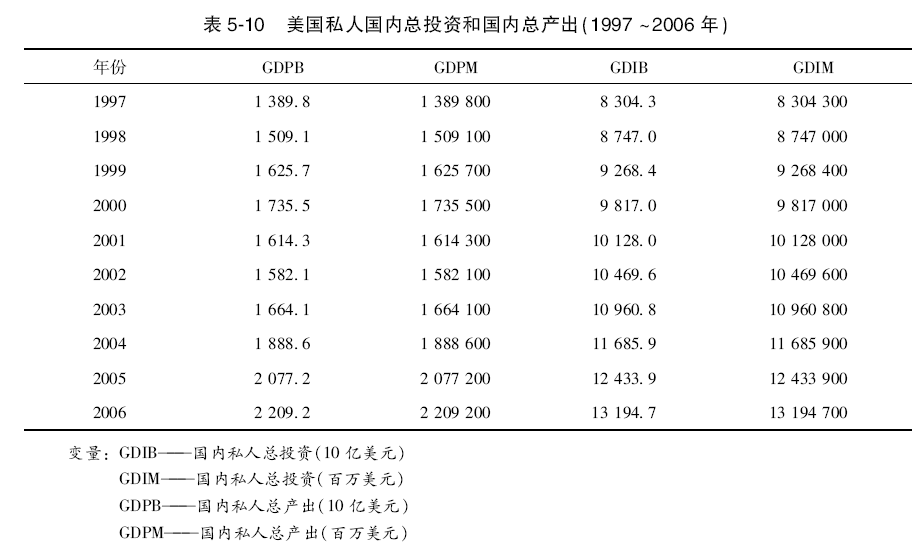 表 5-10 美国私人国内总投资和国内总产出(1997 ~2006 年)
年份 GDPB GDPM GDIB GDIM
1997 1 389. 8 1 389 800 8 304. 3 8 304 300
1998 1 509. 1 1 509 100 8 747. 0 8 747 000
1999 1 625. 7 1 625 700 9 268. 4 9 268 400
2000 1 735. 5 1 735 500 9 817. 0 9 817 000
2001 1 614. 3 1 614 300 10 128. 0 10 128 000
2002 1 582. 1 1 582 100 10 469. 6 10 469 600
2003 1 664. 1 1 664 100 10 960. 8 10 960 800
2004 1 888. 6 1 888 600 11 685. 9 11 685 900
2005 2 077. 2 2 077 200 12 433. 9 12 433 900
2006 2 209. 2 2 209 200 13 194. 7 13 194 700
变量: GDIB——国内私人总投资(10 亿美元)
GDIM——国内私人总投资(百万美元)
GDPB——国内私人总产出(10 亿美元)
GDPM——国内私人总产出(百万美元)